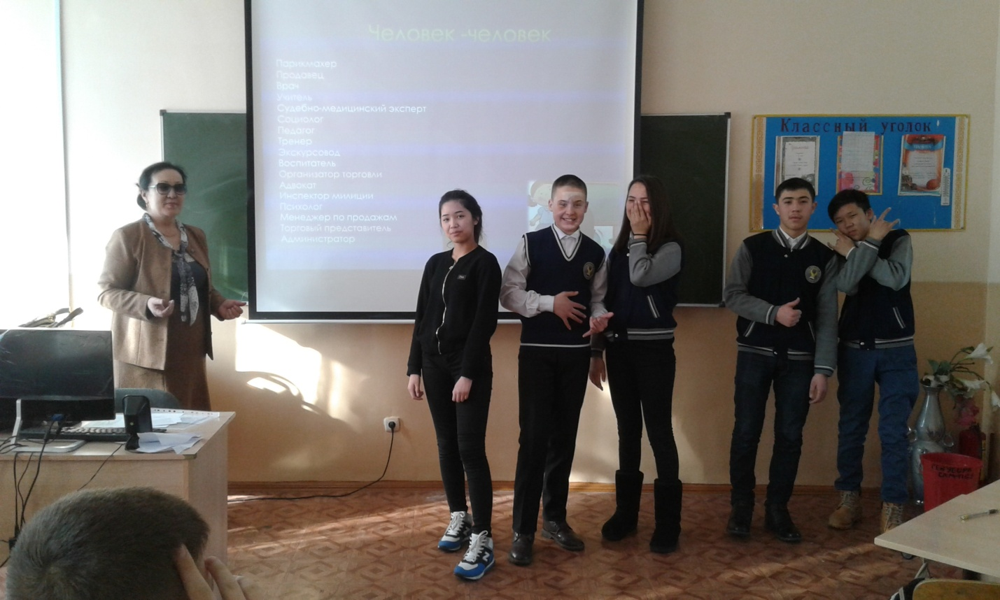 Человек -человек
Парикмахер
Продавец
Врач
Учитель
Судебно-медицинский эксперт
Социолог
Педагог
Тренер
Экскурсовод
Воспитатель
Организатор торговли
Адвокат
Инспектор милиции
Психолог
Менеджер по продажам
Торговый представитель
Администратор
Классный уголок